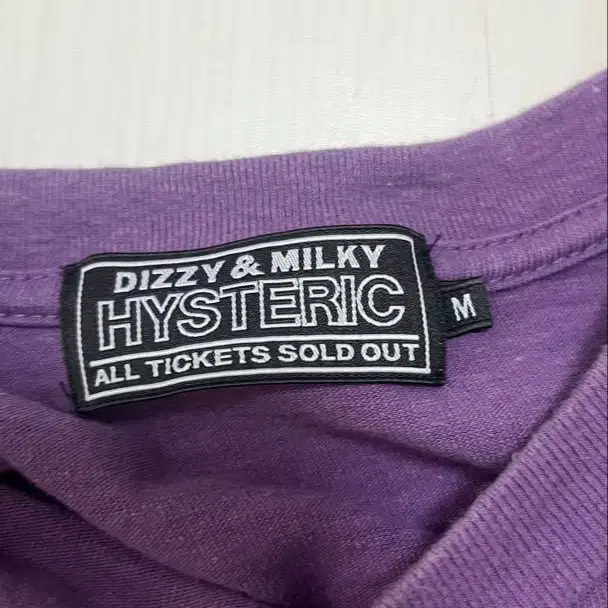 DIZZY & MILKY
HYSTERIC
ALL TICKETS SOLD OUT
M